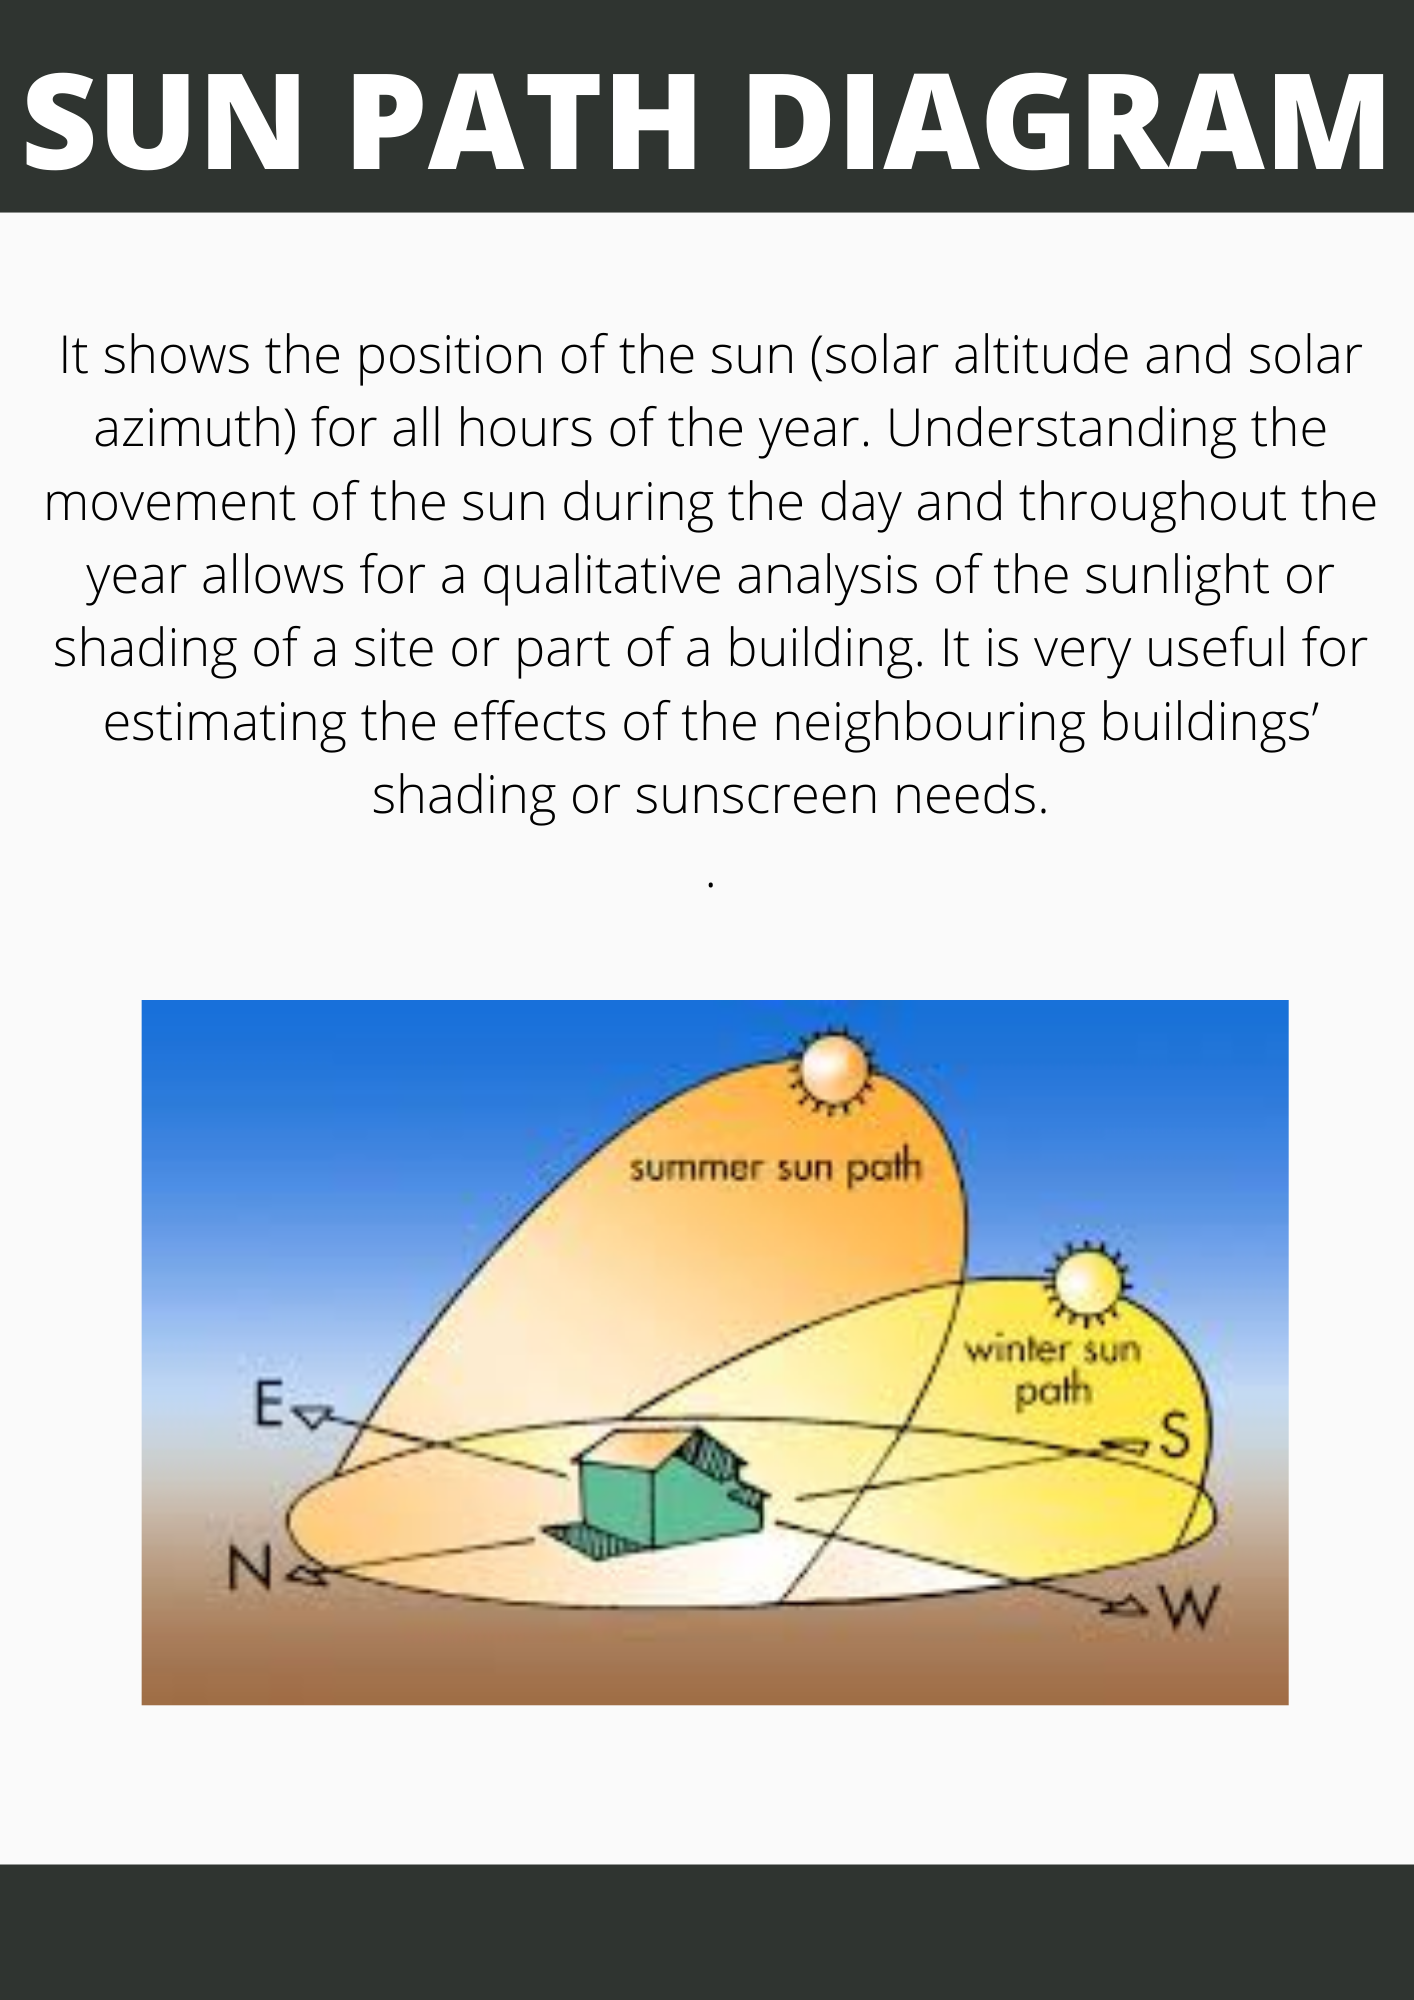 SUN PATH DIAGRAM
It shows the position of the sun (solar altitude and solar
azimuth) for all hours of the year. Understanding the
movement of the sun during the day and throughout the
year allows for a qualitative analysis of the sunlight or
shading of a site or part of a building. It is very useful for
estimating the effects of the neighbouring buildings’
shading or sunscreen needs.
.
summer sun path
winter sun
path
E
S
N
W